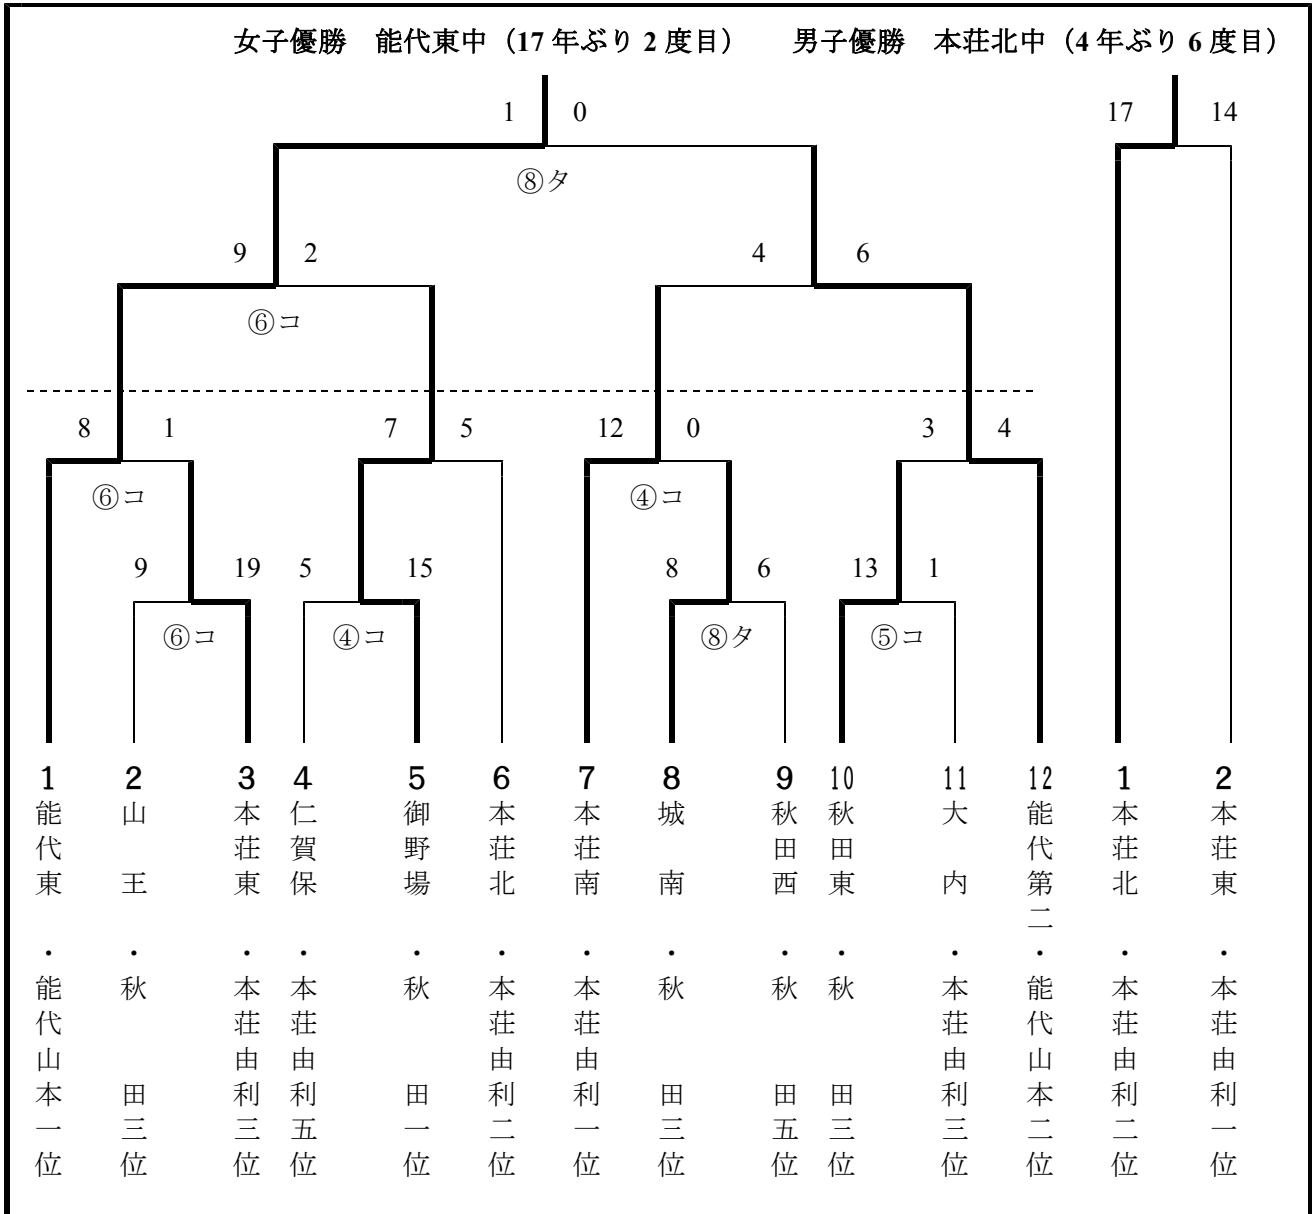 女子優勝　能代東中（17年ぶり2度目）　　男子優勝　本荘北中（4年ぶり6度目）
1　0　17　14
⑧タ
9　2　4　6
⑥コ
8　1　7　5　12　0　3　4
⑥コ　④コ
9　19　5　15　8　6　13　1
⑥コ　④コ　⑧タ　⑤コ
1　2　3　4　5　6　7　8　9　10　11　12　1　2
能代東・能代山本一位
山王・秋田三位
本荘東・本荘由利三位
仁賀保・本荘由利五位
御野場・秋田一位
本荘北・本荘由利二位
本荘南・本荘由利一位
城南・秋田三位
秋田西・秋田五位
秋田東・秋田三位
大内・本荘由利三位
能代第二・能代山本二位
本荘北・本荘由利二位
本荘東・本荘由利一位